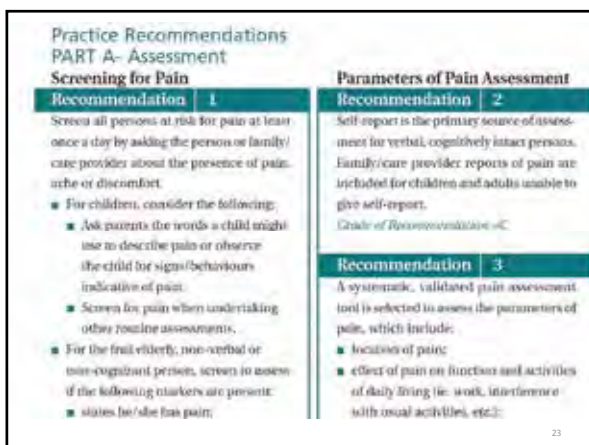 Practice Recommendations
PART A- Assessment
Screening for Pain
Recommendation 1
Screen all persons at risk for pain at least
once a day by asking the person or family/
care provider about the presence of pain,
ache or discomfort.
■ For children, consider the following:
■ Ask parents the words a child might
use to describe pain or observe
the child for signs/behaviours
indicative of pain.
■ Screen for pain when undertaking
other routine assessments.
■ For the frail elderly, non-verbal or
non-cognizant person, screen to assess
if the following markers are present:
■ states he/she has pain;
Parameters of Pain Assessment
Recommendation 2
Self-report is the primary source of assess-
ment for verbal, cognitively intact persons.
Family/care provider reports of pain are
included for children and adults unable to
give self-report.
Grade of Recommendation =C
Recommendation 3
A systematic, validated pain assessment
tool is selected to assess the parameters of
pain, which include:
■ location of pain;
■ effect of pain on function and activities
of daily living (ie. work, interference
with usual activities, etc.);
23